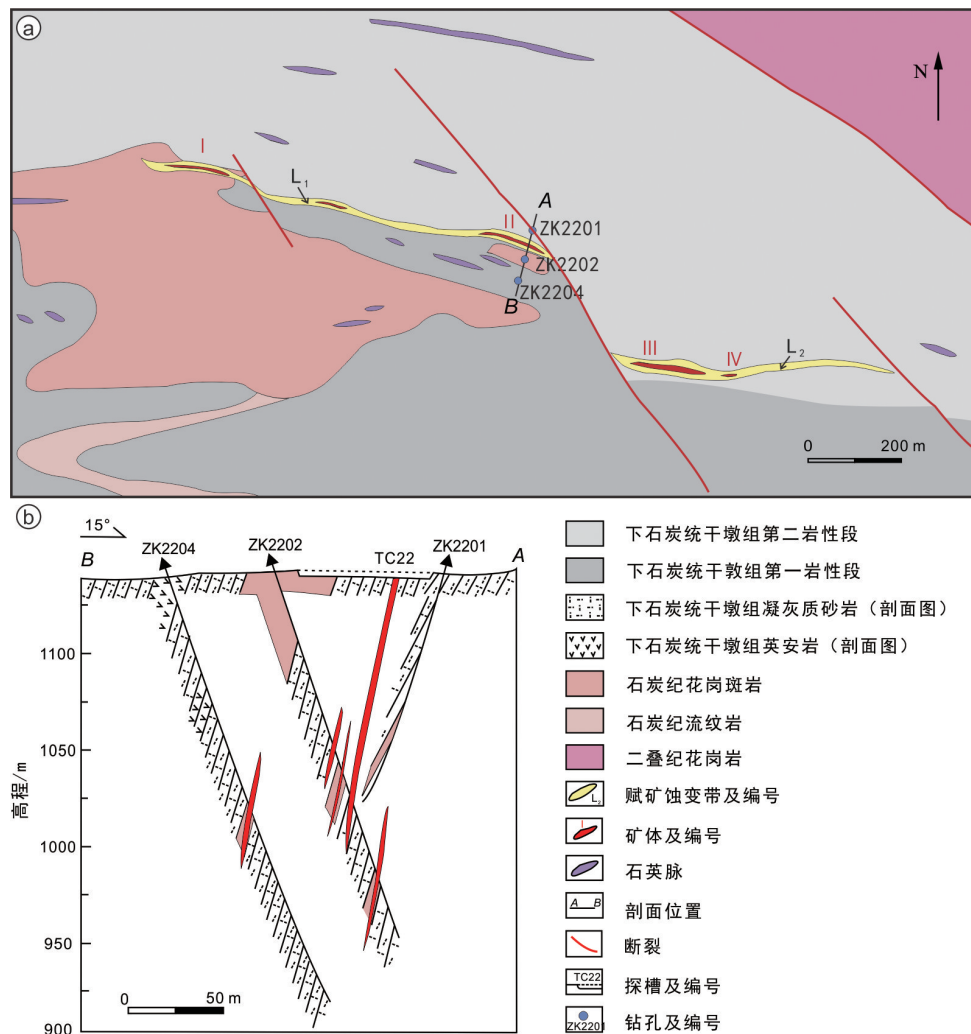 a
N
I
L1
II
A
ZK2201
ZK2202
B
ZK2204
III
IV
L2
0 200 m
b
15°
B
ZK2204
ZK2202
TC22
ZK2201
A
1100
1050
1000
950
900
高程/m
0 50 m
下石炭统干墩组第二岩性段
下石炭统干敦组第一岩性段
下石炭统干墩组凝灰质砂岩（剖面图）
下石炭统干墩组英安岩（剖面图）
石炭纪花岗斑岩
石炭纪流纹岩
二叠纪花岗岩
L2 赋矿蚀变带及编号
I 矿体及编号
石英脉
A B 剖面位置
断裂
TC22 探槽及编号
ZK2201 钻孔及编号